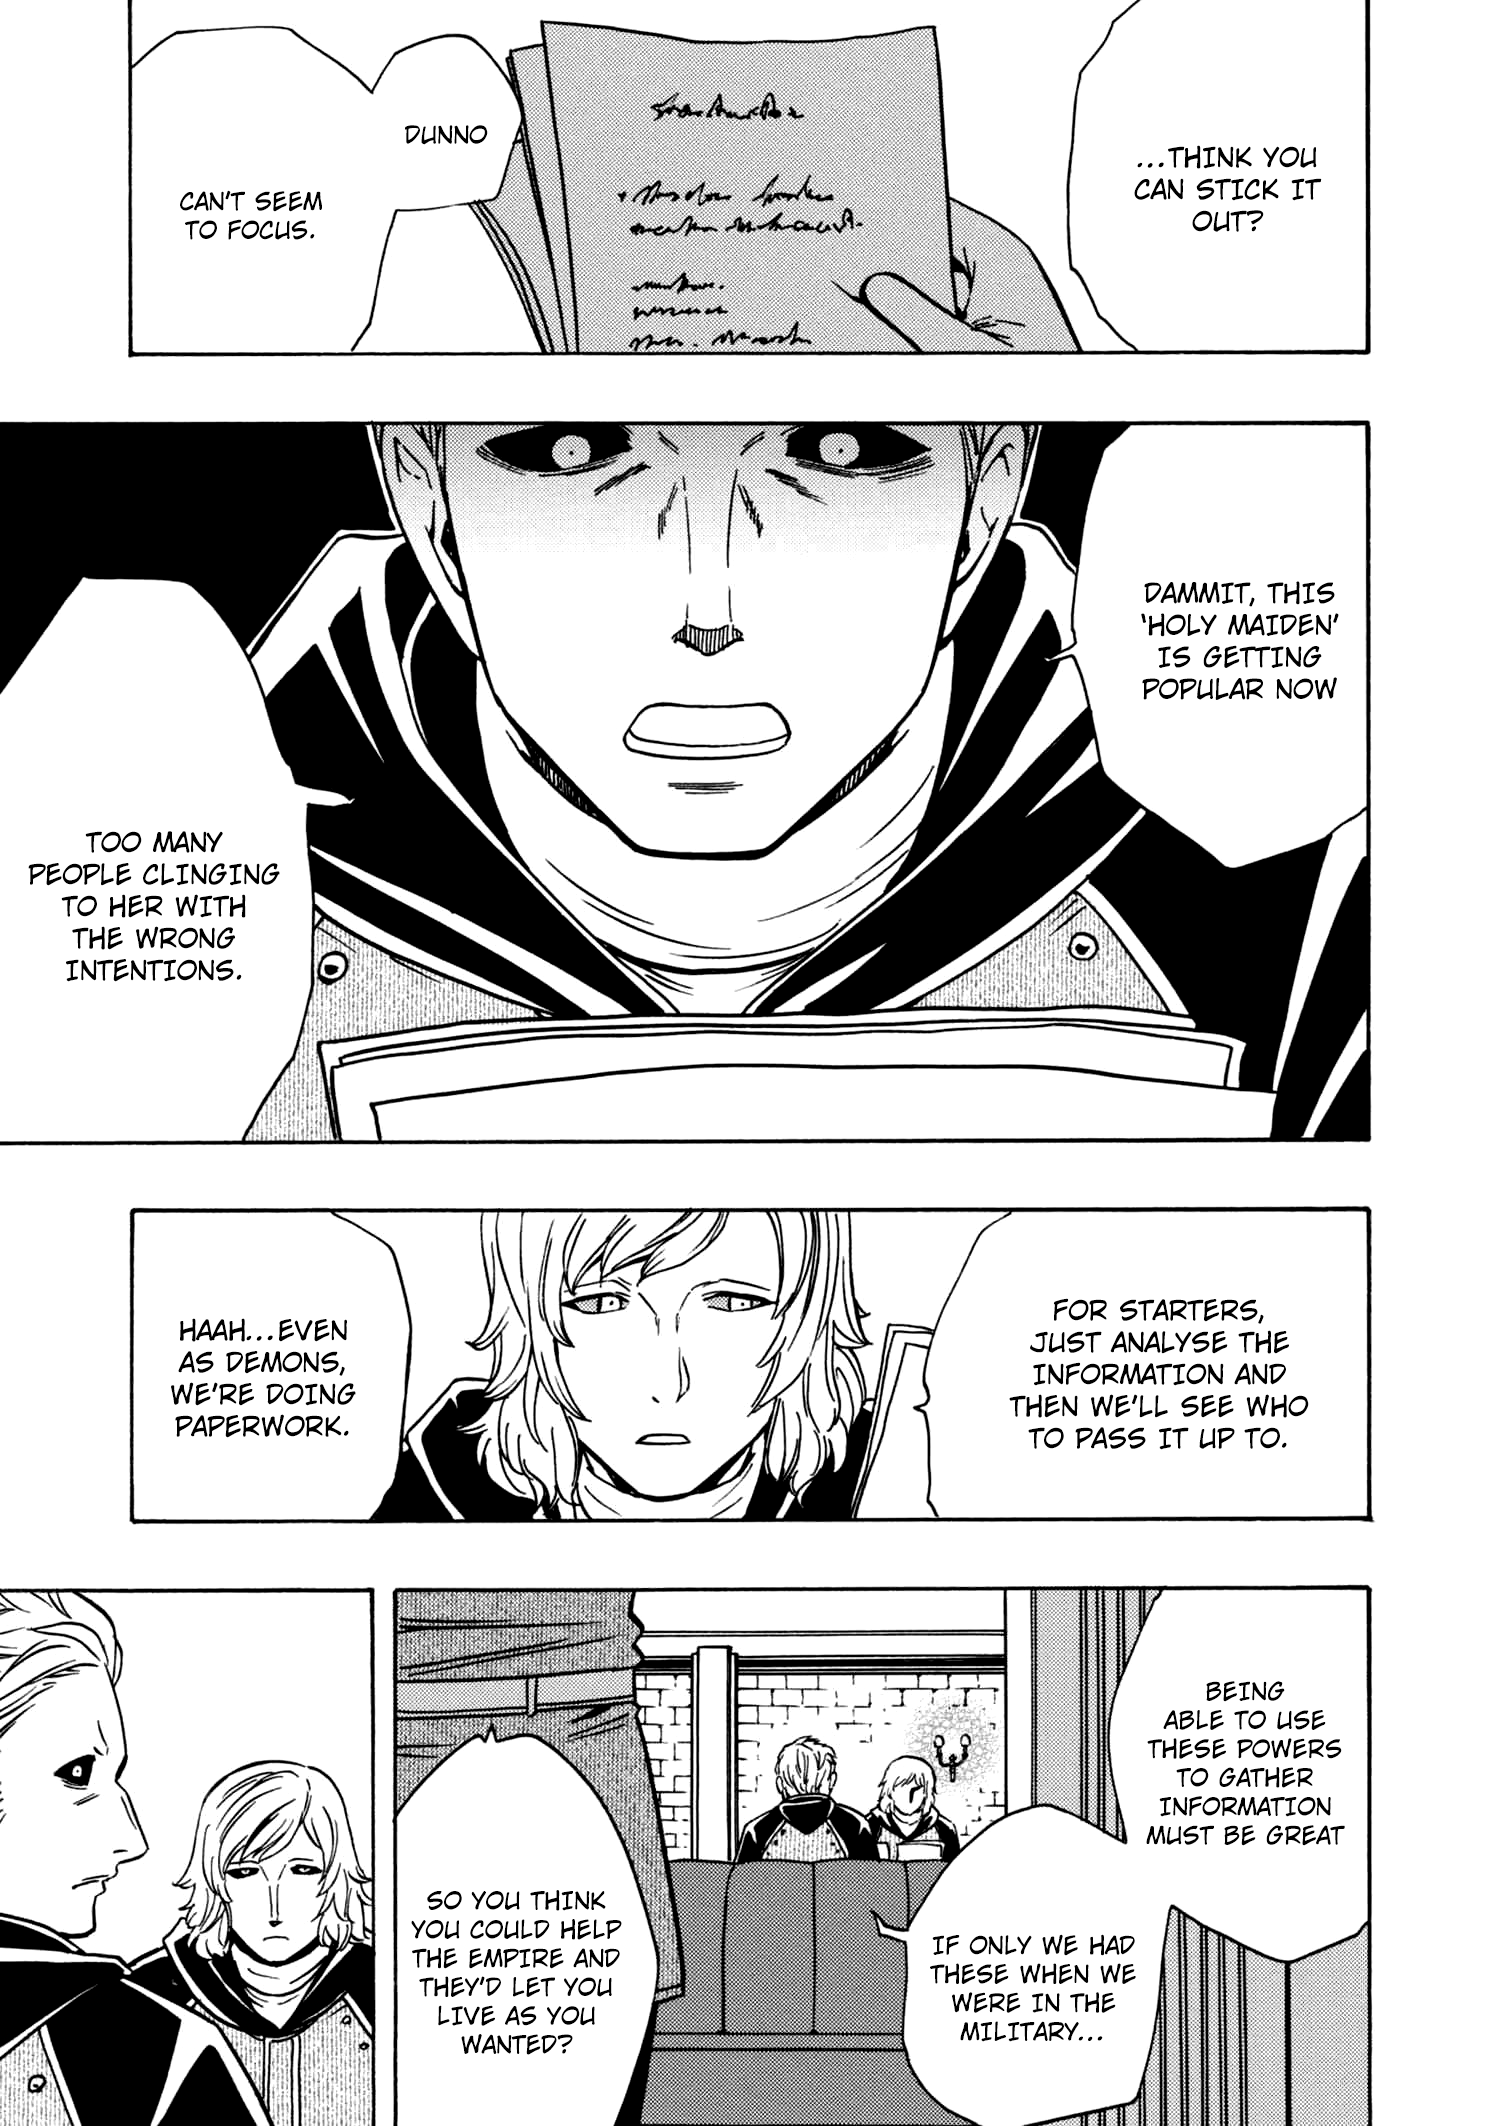 ...THINK YOU
CAN STICK IT
OUT?
DUNNO
CAN'T SEEM
TO FOCUS.
DAMMIT, THIS
'HOLY MAIDEN'
IS GETTING
POPULAR NOW
TOO MANY
PEOPLE CLINGING
TO HER WITH
THE WRONG
INTENTIONS.
FOR STARTERS,
JUST ANALYSE THE
INFORMATION AND
THEN WE'LL SEE WHO
TO PASS IT UP TO.
HAAH...EVEN
AS DEMONS,
WE'RE DOING
PAPERWORK.
BEING
ABLE TO USE
THESE POWERS
TO GATHER
INFORMATION
MUST BE GREAT
IF ONLY WE HAD
THESE WHEN WE
WERE IN THE
MILITARY...
SO YOU THINK
YOU COULD HELP
THE EMPIRE AND
THEY'D LET YOU
LIVE AS YOU
WANTED?